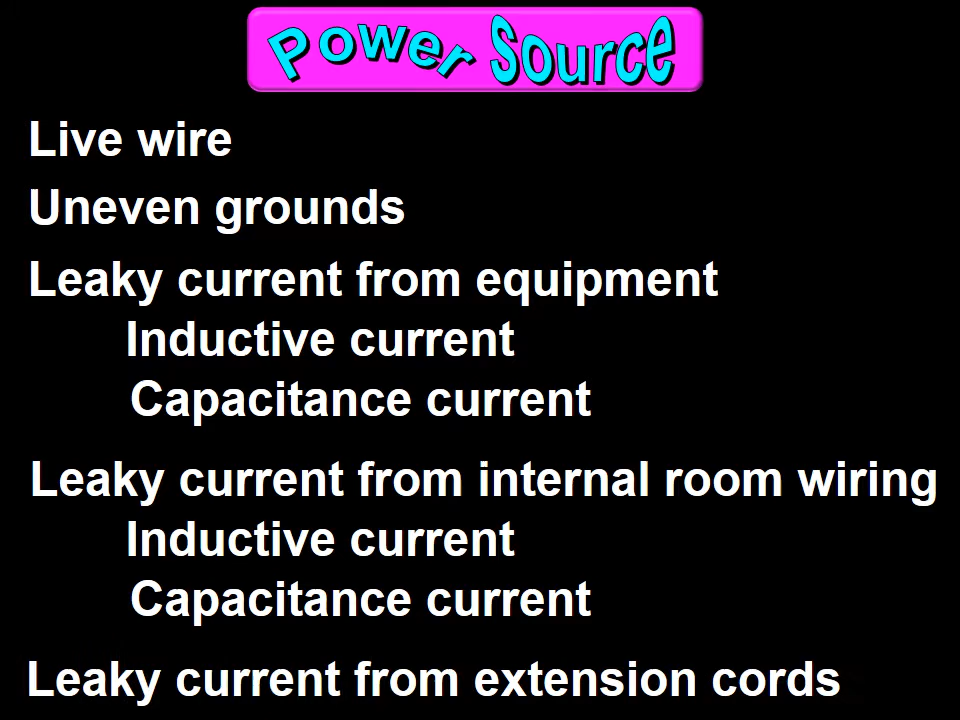 Power Source
Live wire
Uneven grounds
Leaky current from equipment
Inductive current
Capacitance current
Leaky current from internal room wiring
Inductive current
Capacitance current
Leaky current from extension cords